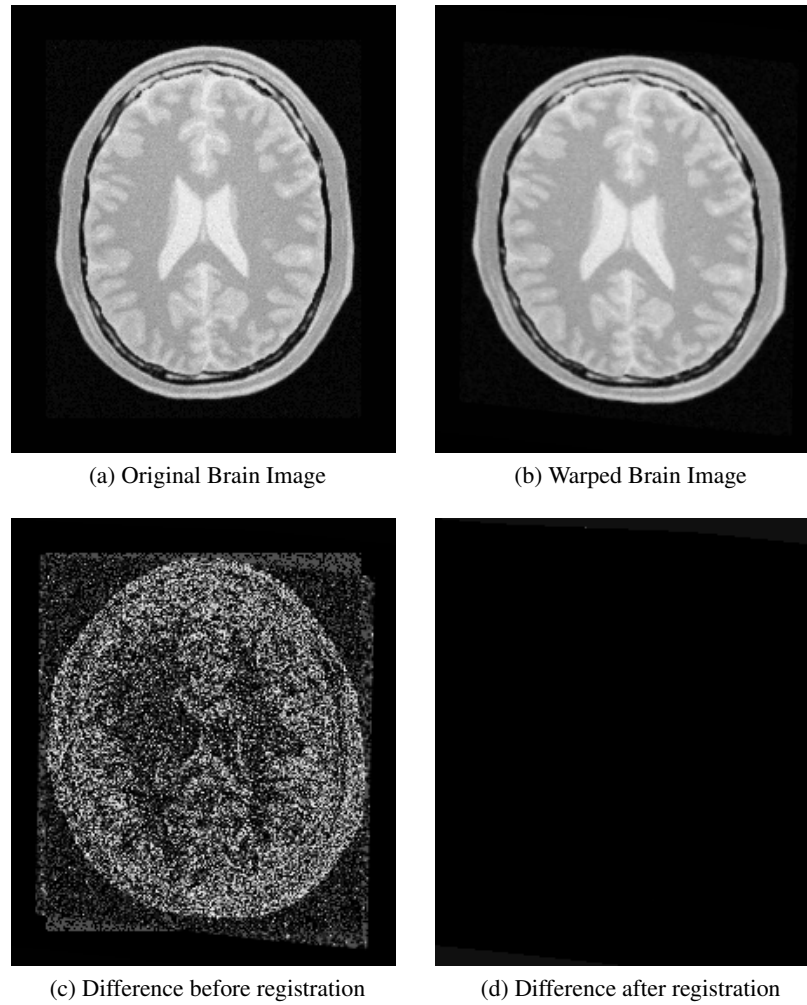 (a) Original Brain Image
(b) Warped Brain Image
(c) Difference before registration
(d) Difference after registration